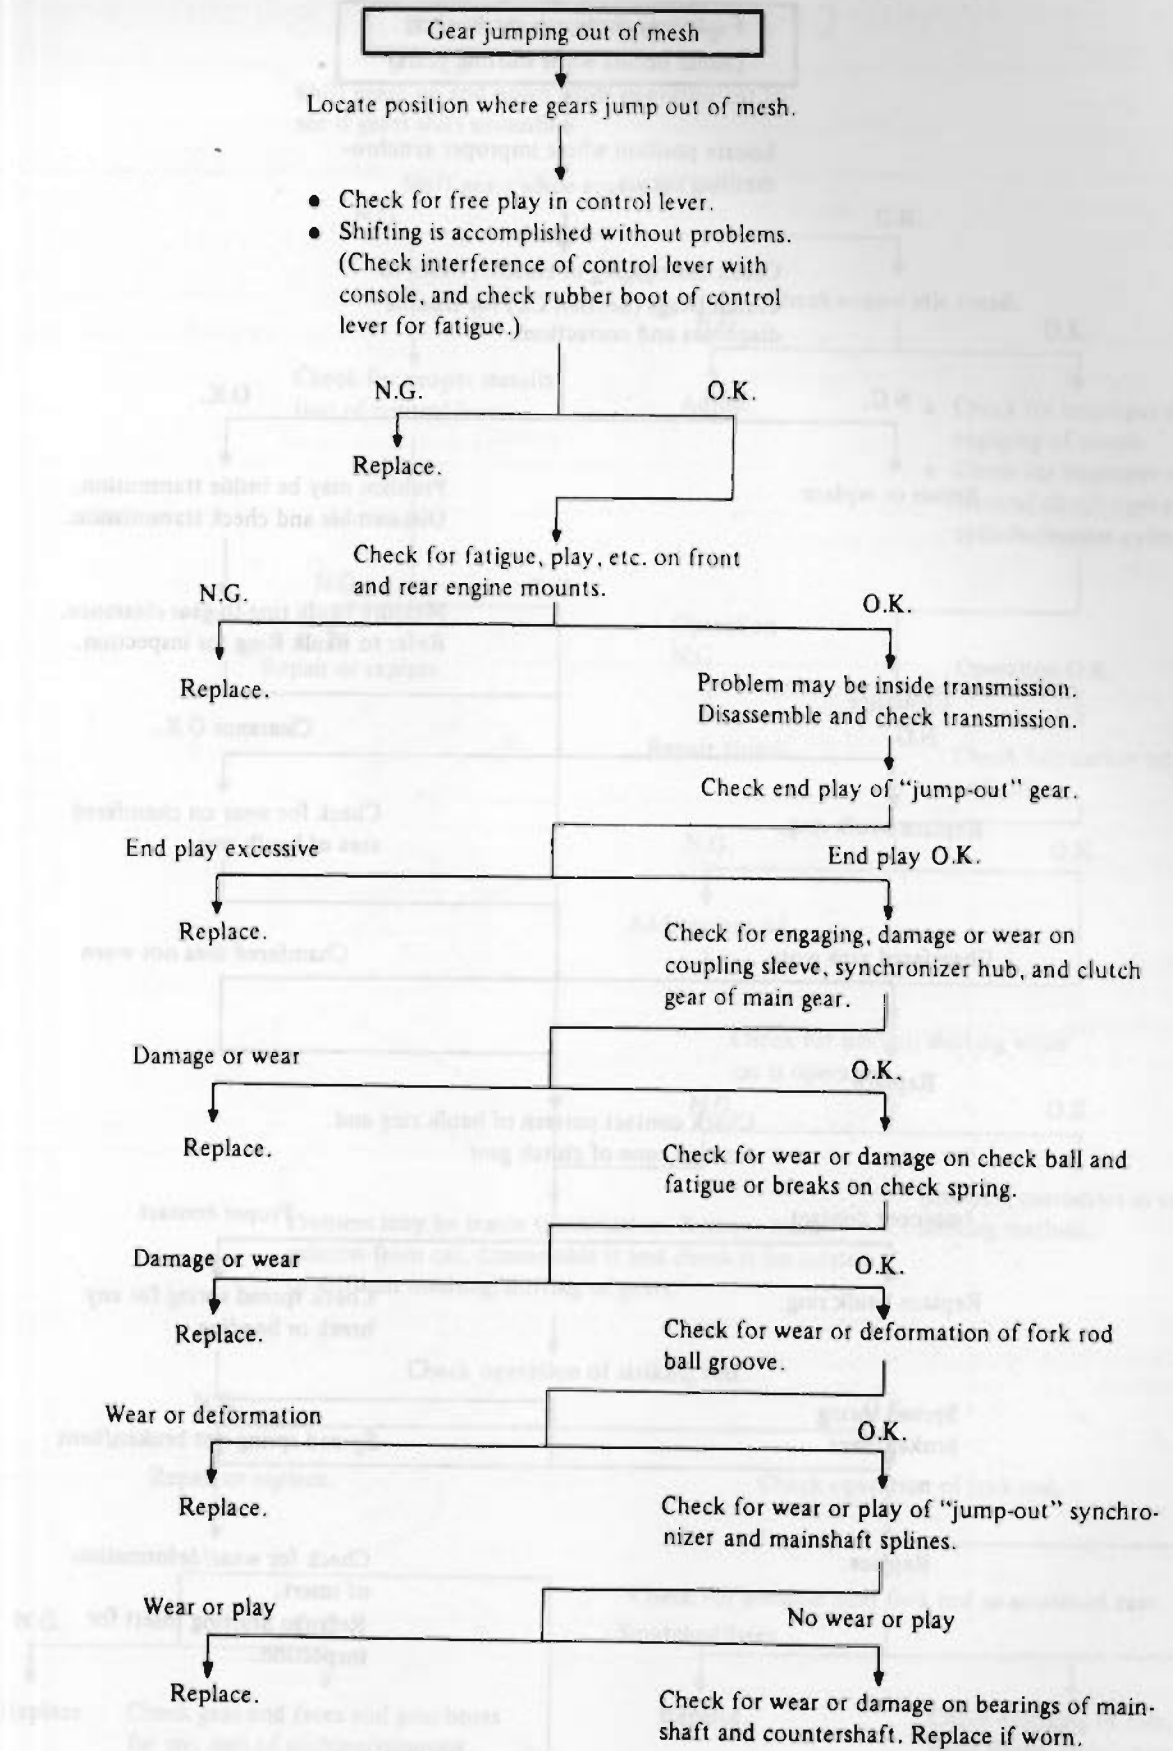 Gear jumping out of mesh
Locate position where gears jump out of mesh.
● Check for free play in control lever.
● Shifting is accomplished without problems.
(Check interference of control lever with
console, and check rubber boot of control
lever for fatigue.)
N.G.
O.K.
Replace.
Check for fatigue, play, etc. on front
and rear engine mounts.
N.G.
O.K.
Replace.
Problem may be inside transmission.
Disassemble and check transmission.
Check end play of “jump-out” gear.
End play excessive
End play O.K.
Replace.
Check for engaging, damage or wear on
coupling sleeve, synchronizer hub, and clutch
gear of main gear.
Damage or wear
O.K.
Replace.
Check for wear or damage on check ball and
fatigue or breaks on check spring.
Damage or wear
O.K.
Replace.
Check for wear or deformation of fork rod
ball groove.
Wear or deformation
O.K.
Replace.
Check for wear or play of “jump-out” synchro-
nizer and mainshaft splines.
Wear or play
No wear or play
Replace.
Check for wear or damage on bearings of main-
shaft and countershaft. Replace if worn.